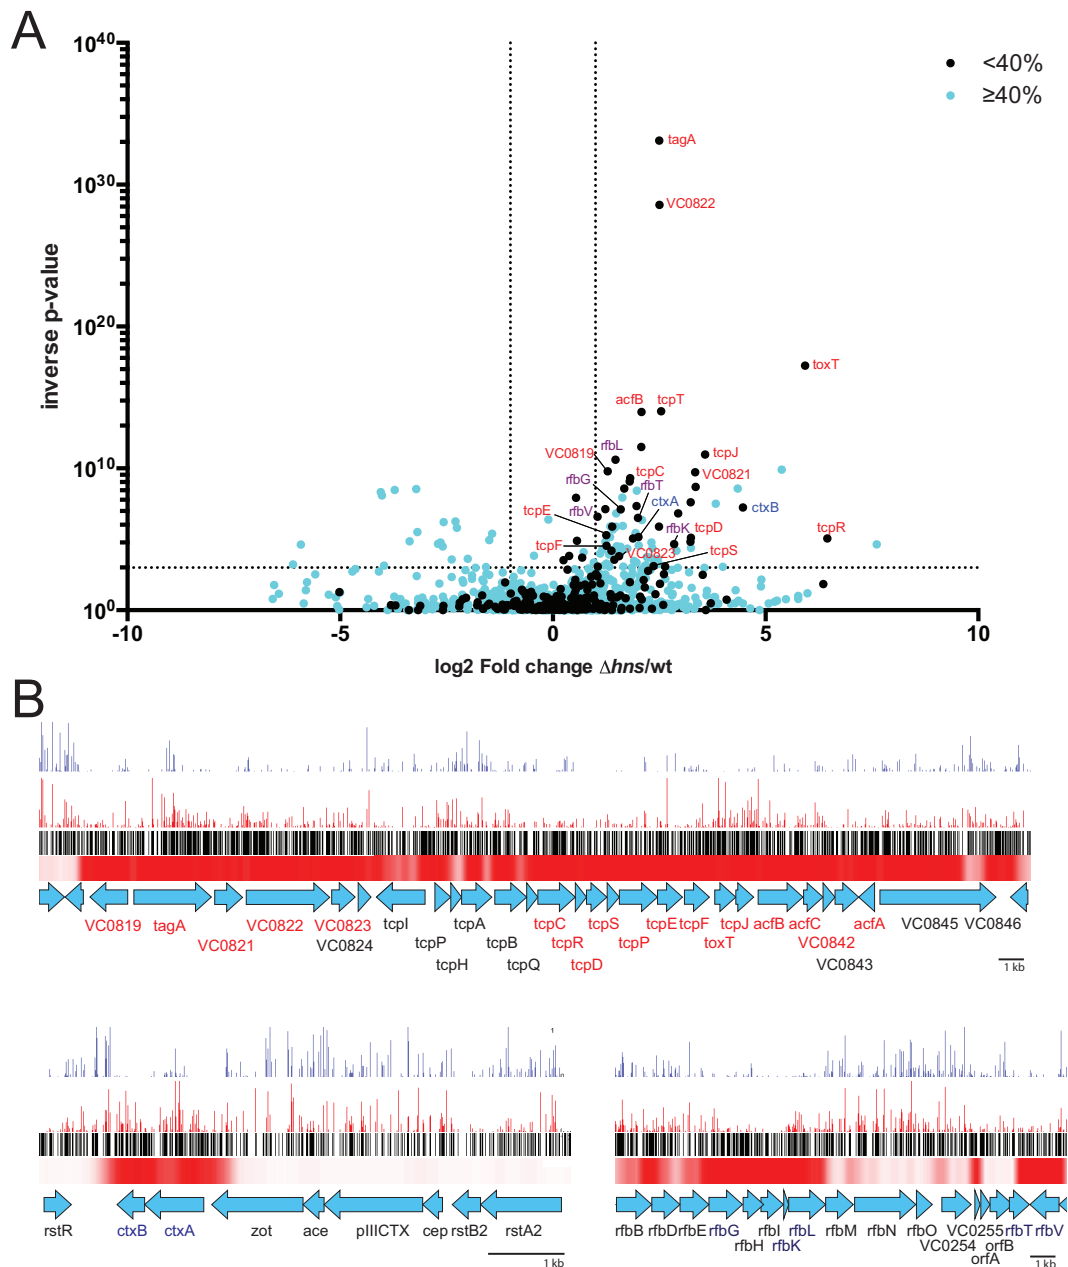 A
10^40
<40%
≥40%
tagA
10^30
VC0822
inverse p-value
10^20
toxT
acfB tcpT
rfbL
VC0819 tcpJ
10^10
tcpC VC0821
rfbG rfbT
ctxA ctxB
tcpE rfbV
rfbK tcpD tcpR
tcpF VC0823 tcpS
10^0
-10 -5 0 5 10
log2 Fold change Δhns/wt
B
VC0819 tagA VC0822 VC0823 tcpI tcpA tcpC tcpS tcpE tcpF tcpJ acfB acfC acfA VC0845 VC0846
VC0821 VC0824 tcpP tcpB tcpR tcpP toxT VC0842
tcpH tcpQ tcpD VC0843
1 kb
1
rstR ctxB ctxA zot ace pIIICTX cep rstB2 rstA2
1 kb
rfbB rfbD rfbE rfbG rfbI rfbL rfbM rfbN rfbO VC0255 rfbT rfbV
rfbH rfbK VC0254 orfB
orfA
1 kb